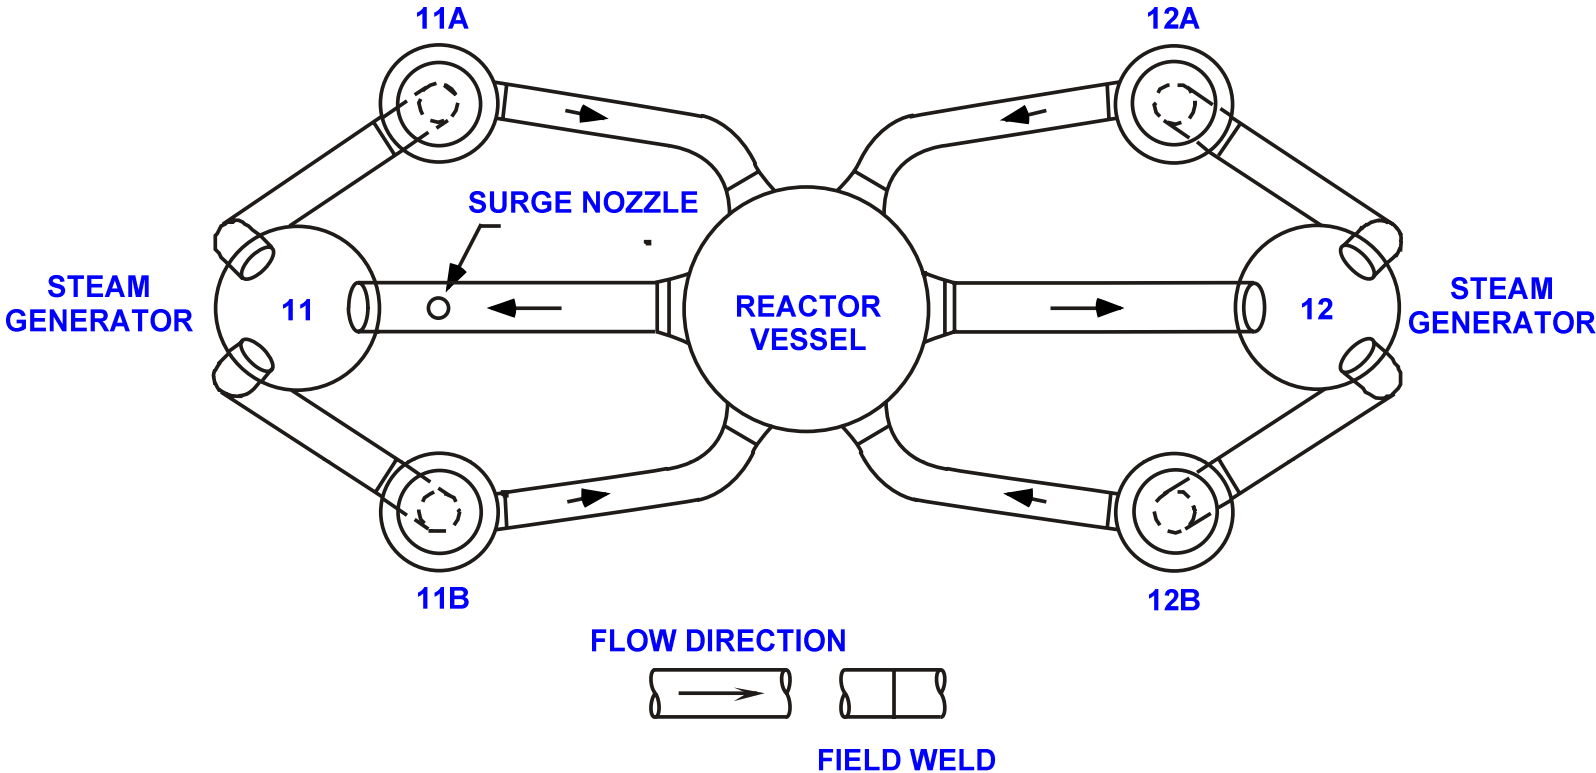 11A
12A
SURGE NOZZLE
STEAM
GENERATOR
11
REACTOR
VESSEL
12
STEAM
GENERATOR
11B
12B
FLOW DIRECTION
FIELD WELD